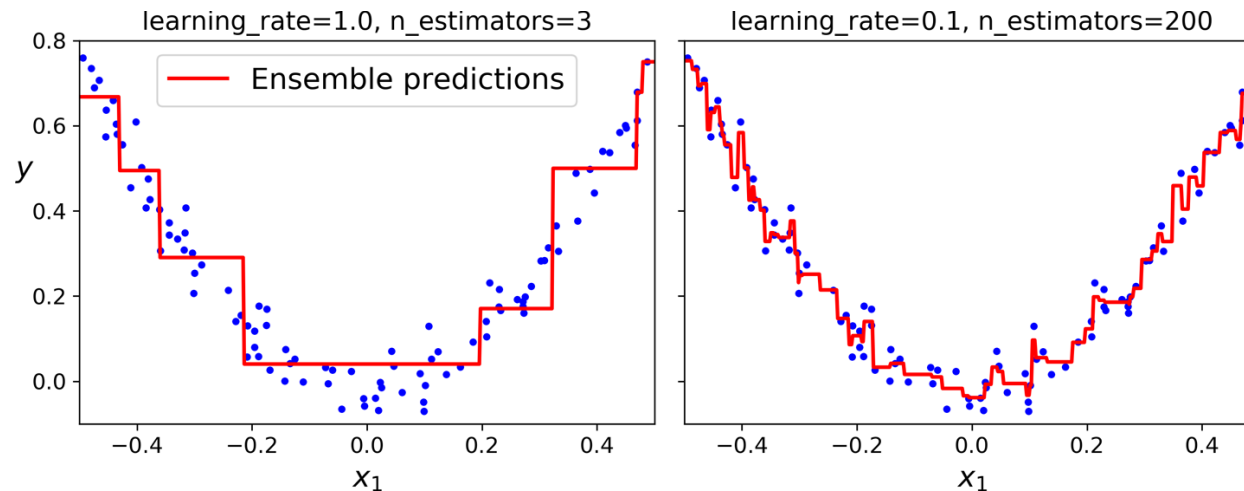 learning_rate=1.0, n_estimators=3
learning_rate=0.1, n_estimators=200
Ensemble predictions
y
0.8
0.6
0.4
0.2
0.0
−0.4
−0.2
0.0
0.2
0.4
x1
−0.4
−0.2
0.0
0.2
0.4
x1